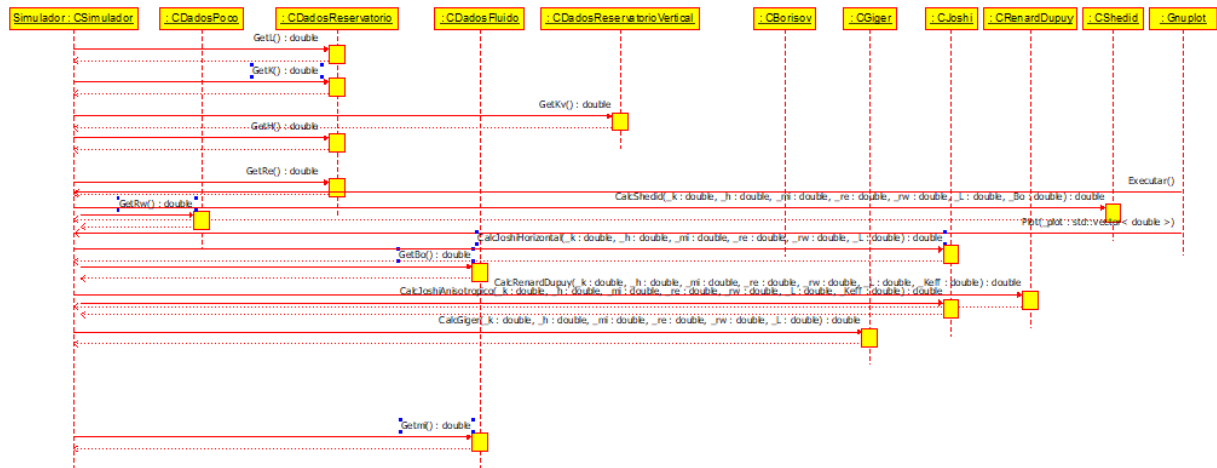 Simulador : CSimulador
: CDadosPoco
: CDadosReservatorio
: CDadosFluido
: CDadosReservatorioVertical
: CBorisov
: CGiger
: CJoshi
: CRenardDupuy
: CShedid
: Gnuplot
GetL() : double
GetK() : double
GetKv() : double
GetH() : double
GetRe() : double
Executar()
CalcShedid(_k : double, _h : double, _mi : double, _re : double, _rw : double, _L : double, _Bo : double) : double
GetRw() : double
Plot(_plot : std::vector< double >)
CalcJoshiHorizontal(_k : double, _h : double, _mi : double, _re : double, _rw : double, _L : double) : double
GetBo() : double
CalcRenardDupuy(_k : double, _h : double, _mi : double, _re : double, _rw : double, _L : double, _Keff : double) : double
CalcJoshiAnisotropico(_k : double, _h : double, _mi : double, _re : double, _rw : double, _L : double, _Keff : double) : double
CalcGiger(_k : double, _h : double, _mi : double, _re : double, _rw : double, _L : double) : double
Getmi() : double